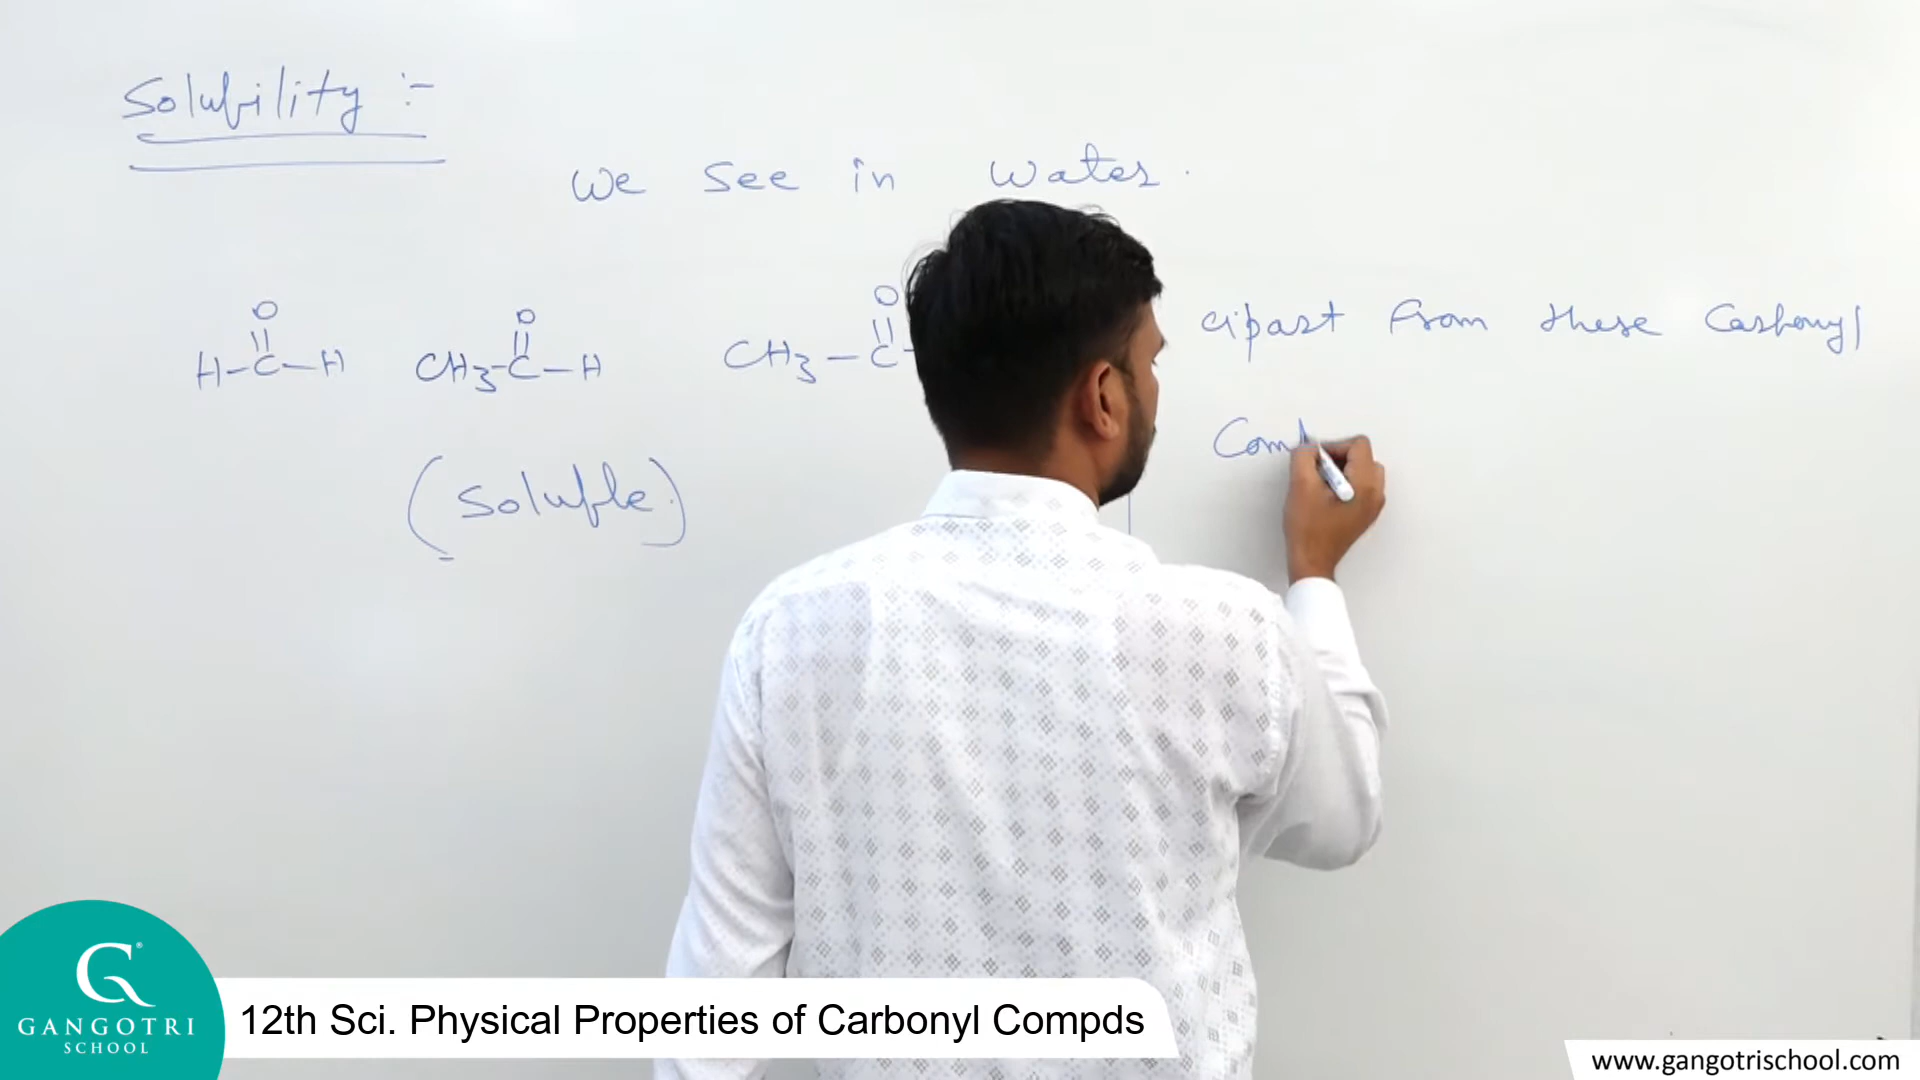 Solubility :-
We see in Water.
O O O
H-C-H CH3-C-H CH3-C-
apart from these Carbonyl
Comp
(Soluble.)
GANGOTRI
SCHOOL
12th Sci. Physical Properties of Carbonyl Compds
www.gangotrischool.com